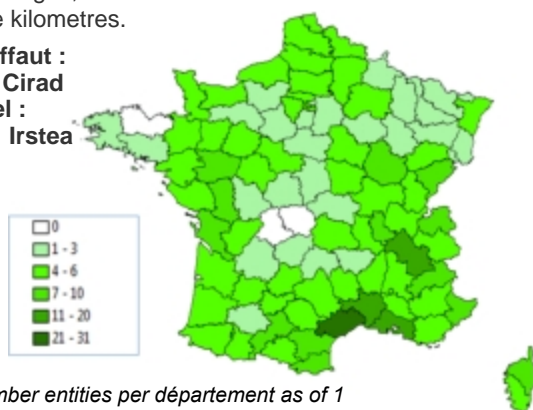 e kilometres.
ffaut :
Cirad
el :
Irstea
0
1 - 3
4 - 6
7 - 10
11 - 20
21 - 31
mber entities per département as of 1